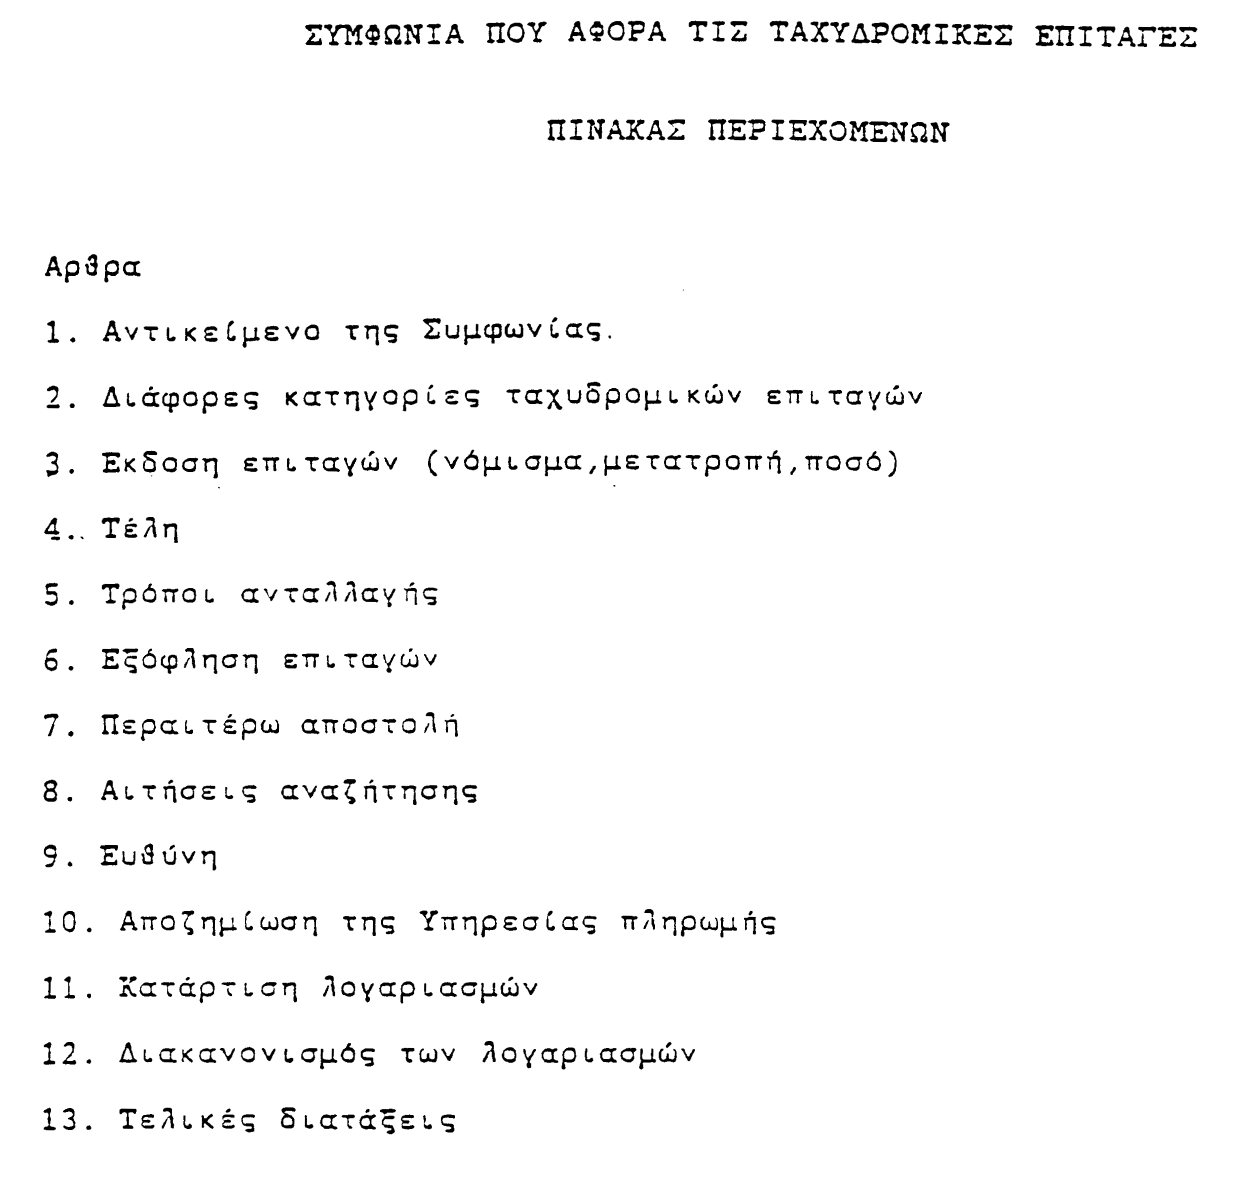 ΣΥΜΦΩΝΙΑ ΠΟΥ ΑΦΟΡΑ ΤΙΣ ΤΑΧΥΔΡΟΜΙΚΕΣ ΕΠΙΤΑΓΕΣ
ΠΙΝΑΚΑΣ ΠΕΡΙΕΧΟΜΕΝΩΝ
Αρθρα
1. Αντικείμενο της Συμφωνίας.
2. Διάφορες κατηγορίες ταχυδρομικών επιταγών
3. Εκδοση επιταγών (νόμισμα,μετατροπή,ποσό)
4. Τέλη
5. Τρόποι ανταλλαγής
6. Εξόφληση επιταγών
7. Περαιτέρω αποστολή
8. Αιτήσεις αναζήτησης
9. Ευθύνη
10. Αποζημίωση της Υπηρεσίας πληρωμής
11. Κατάρτιση λογαριασμών
12. Διακανονισμός των λογαριασμών
13. Τελικές διατάξεις